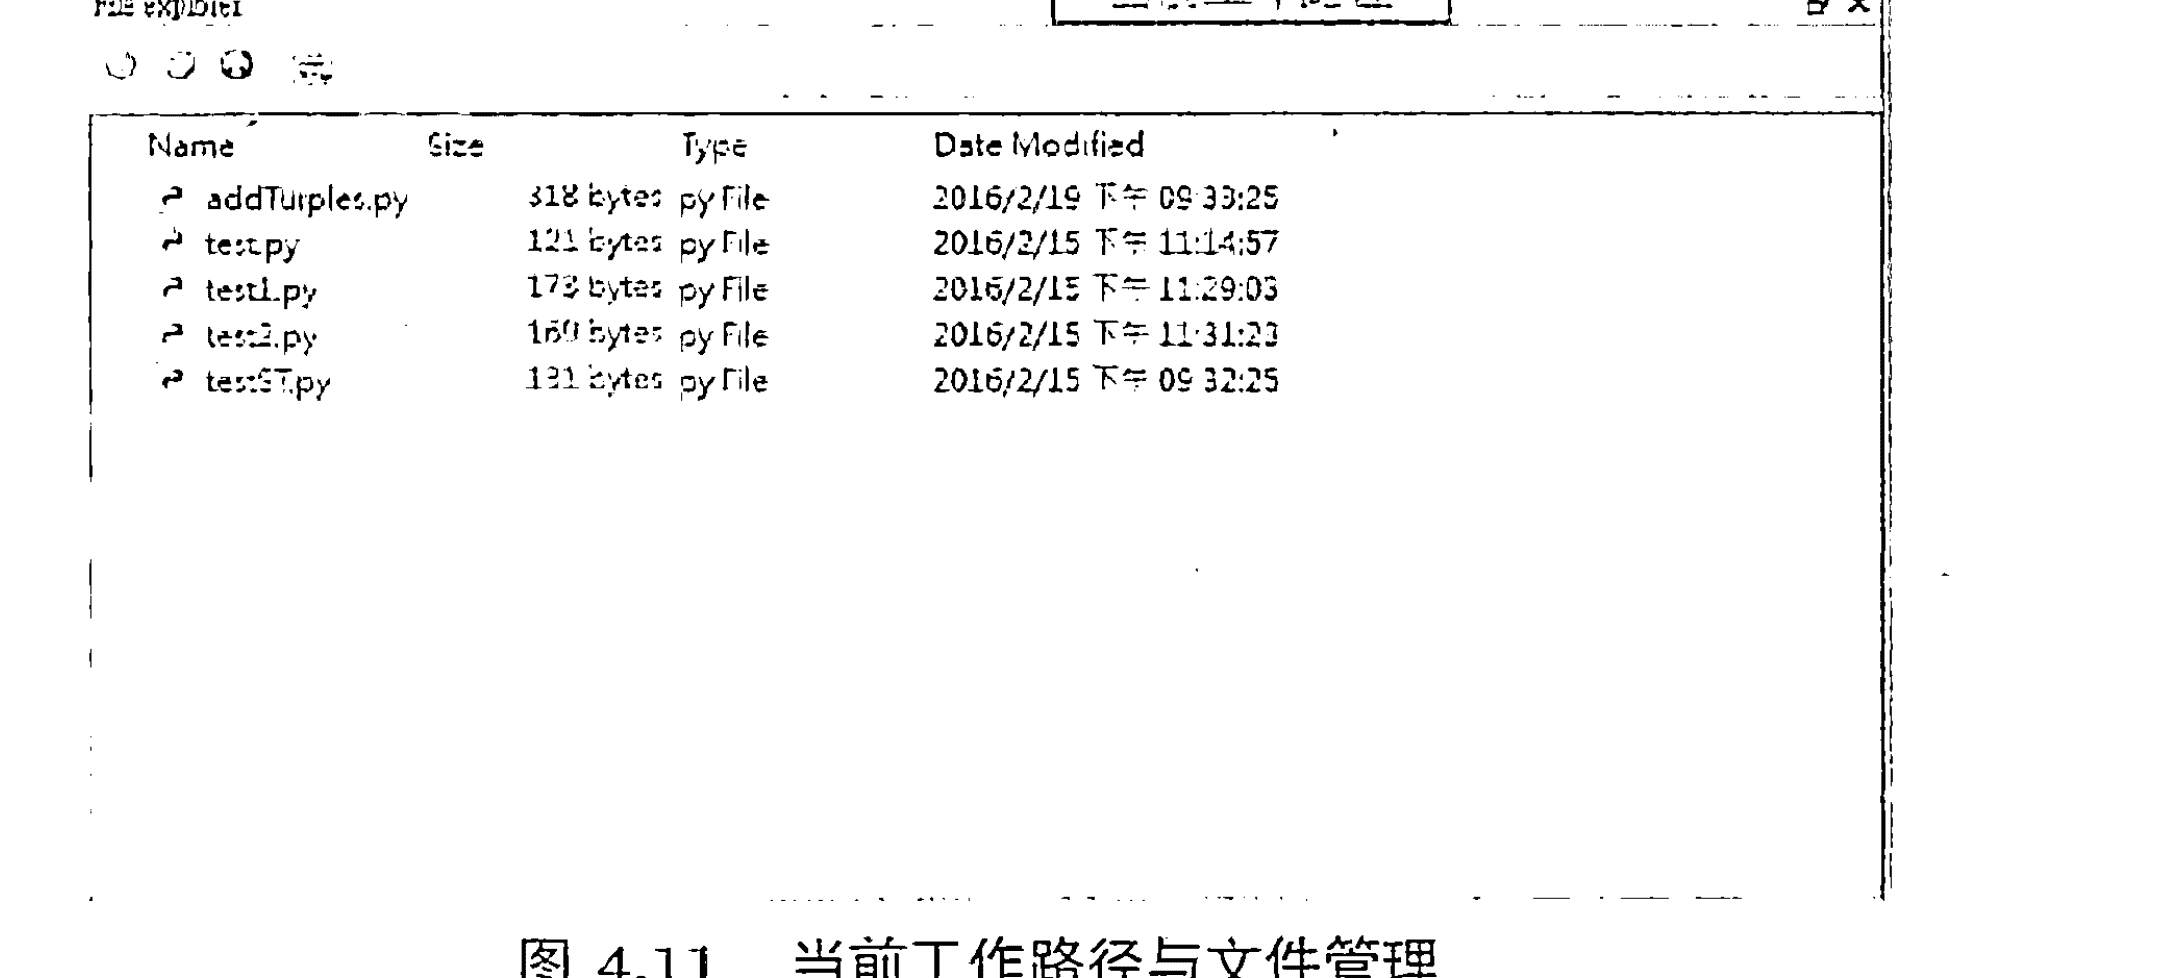 File explorer
Name Size Type Date Modified
addTurples.py 318 bytes py File 2016/2/19 下午 09:33:25
test.py 121 bytes py File 2016/2/15 下午 11:14:57
test1.py 173 bytes py File 2016/2/15 下午 11:29:03
test2.py bytes py File 2016/2/15 下午 11:31:23
testST.py bytes py File 2016/2/15 下午 09:32:25
图 4.11 当前工作路径与文件管理